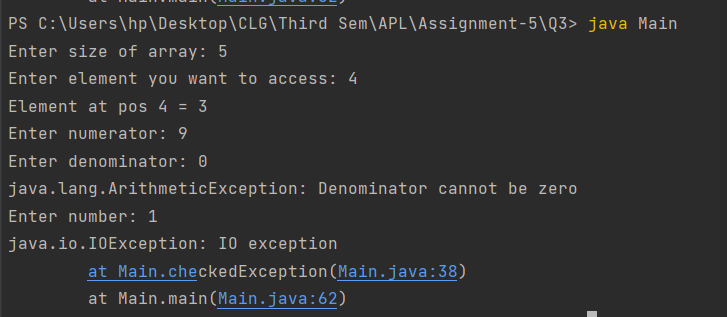 at Main.main(Main.java:62)
PS C:\Users\hp\Desktop\CLG\Third Sem\APL\Assignment-5\Q3> java Main
Enter size of array: 5
Enter element you want to access: 4
Element at pos 4 = 3
Enter numerator: 9
Enter denominator: 0
java.lang.ArithmeticException: Denominator cannot be zero
Enter number: 1
java.io.IOException: IO exception
at Main.checkedException(Main.java:38)
at Main.main(Main.java:62)